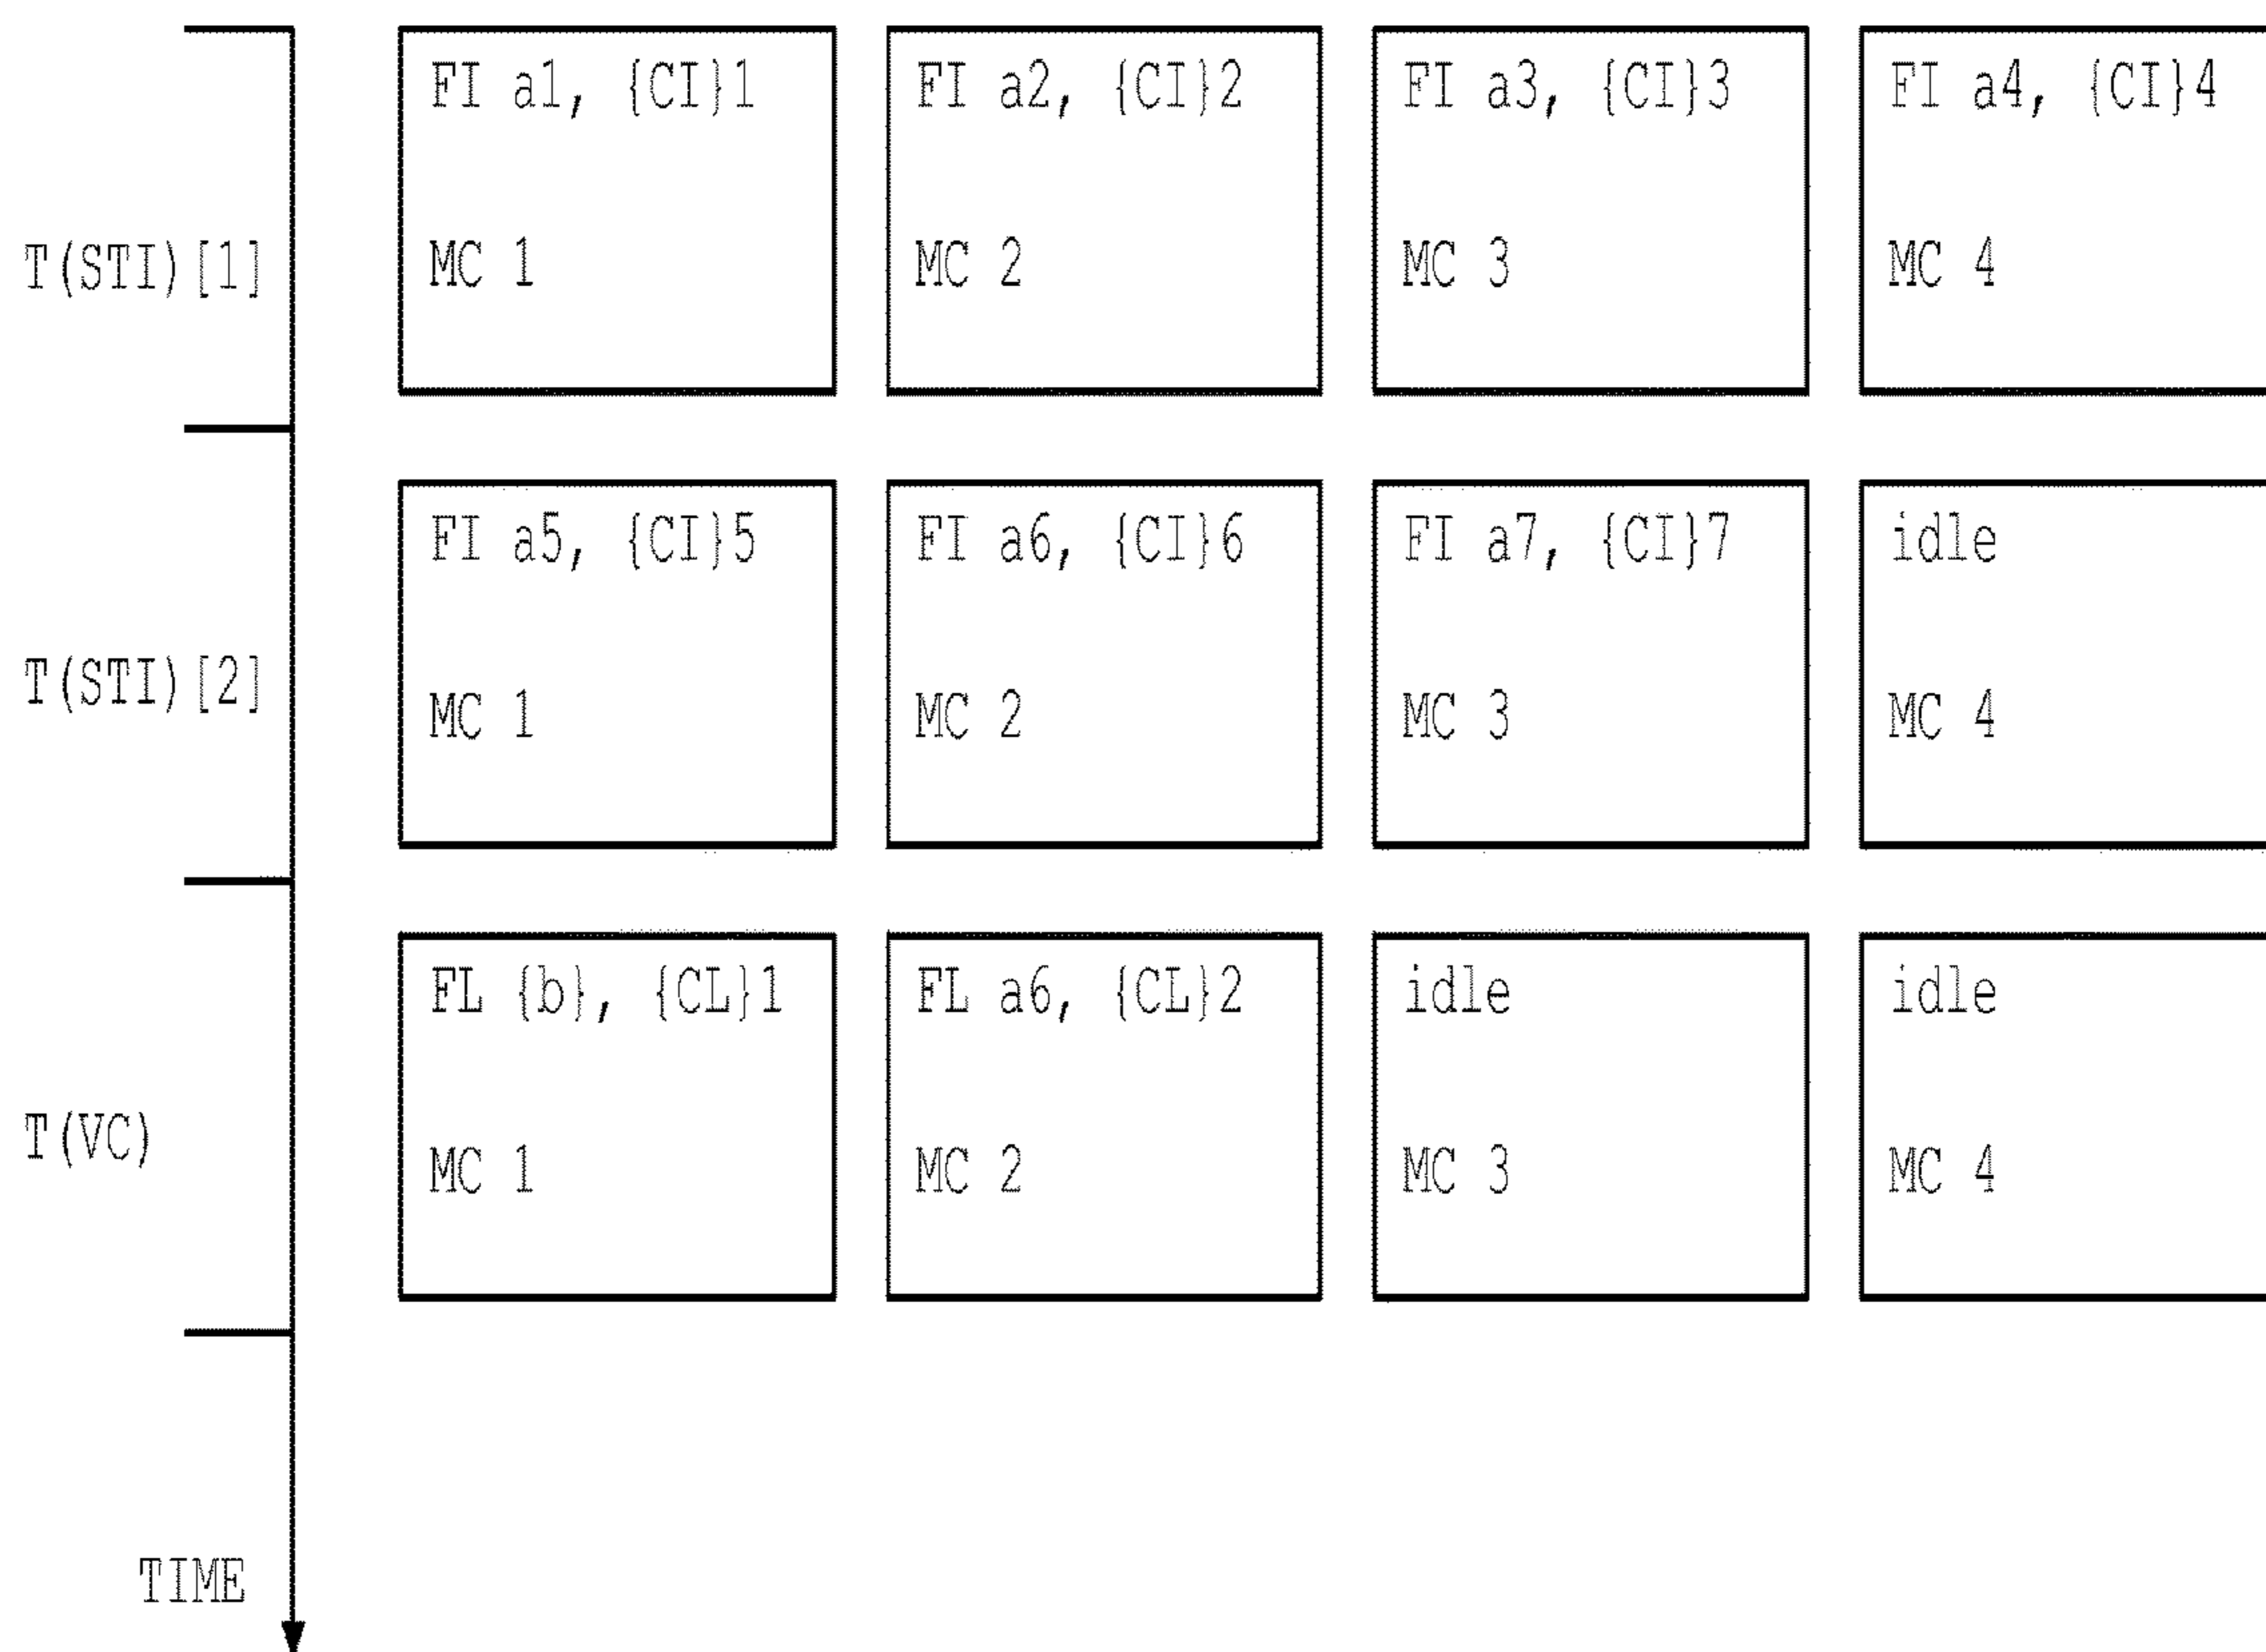 FI a1, {CI}1
FI a2, {CI}2
FI a3, {CI}3
FI a4, {CI}4
T(STI)[1]
MC 1
MC 2
MC 3
MC 4
FI a5, {CI}5
FI a6, {CI}6
FI a7, {CI}7
idle
T(STI)[2]
MC 1
MC 2
MC 3
MC 4
FL {b}, {CL}1
FL a6, {CL}2
idle
idle
T(VC)
MC 1
MC 2
MC 3
MC 4
TIME